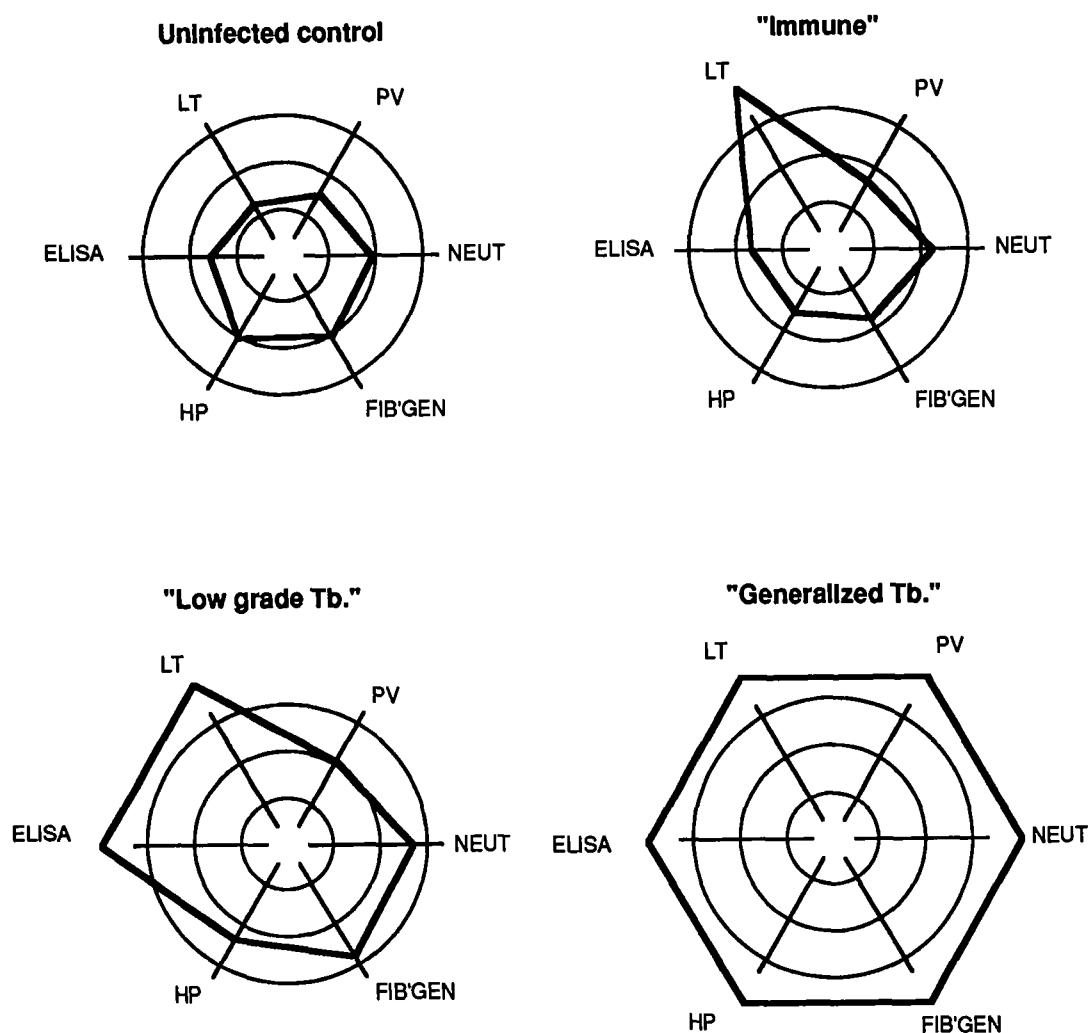 Uninfected control
LT
PV
ELISA
NEUT
HP
FIB'GEN
"Immune"
LT
PV
ELISA
NEUT
HP
FIB'GEN
"Low grade Tb."
LT
PV
ELISA
NEUT
HP
FIB'GEN
"Generalized Tb."
LT
PV
ELISA
NEUT
HP
FIB'GEN